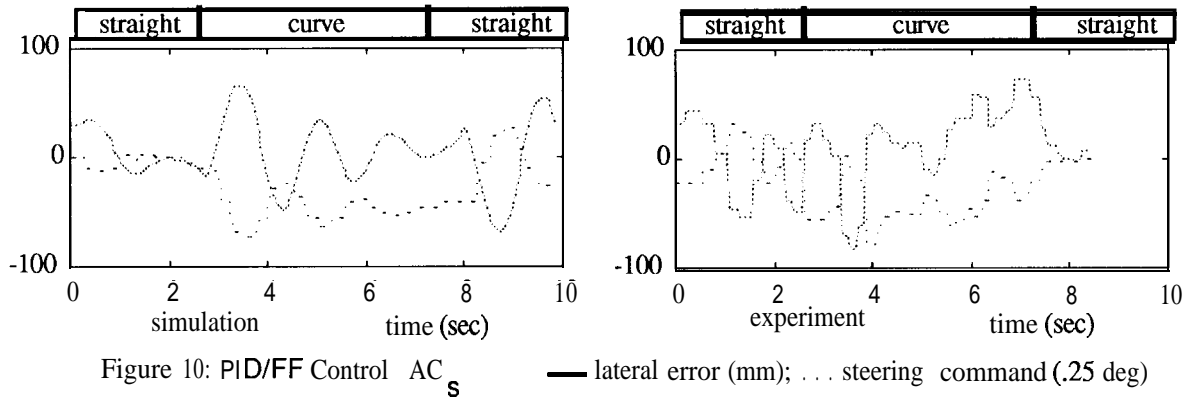 straight curve straight
straight curve straight
100
0
-100
0 2 4 6 8 10
simulation time (sec)
100
0
-100
0 2 4 6 8 10
experiment time (sec)
Figure 10: PID/FF Control AC s — lateral error (mm); ... steering command (.25 deg)